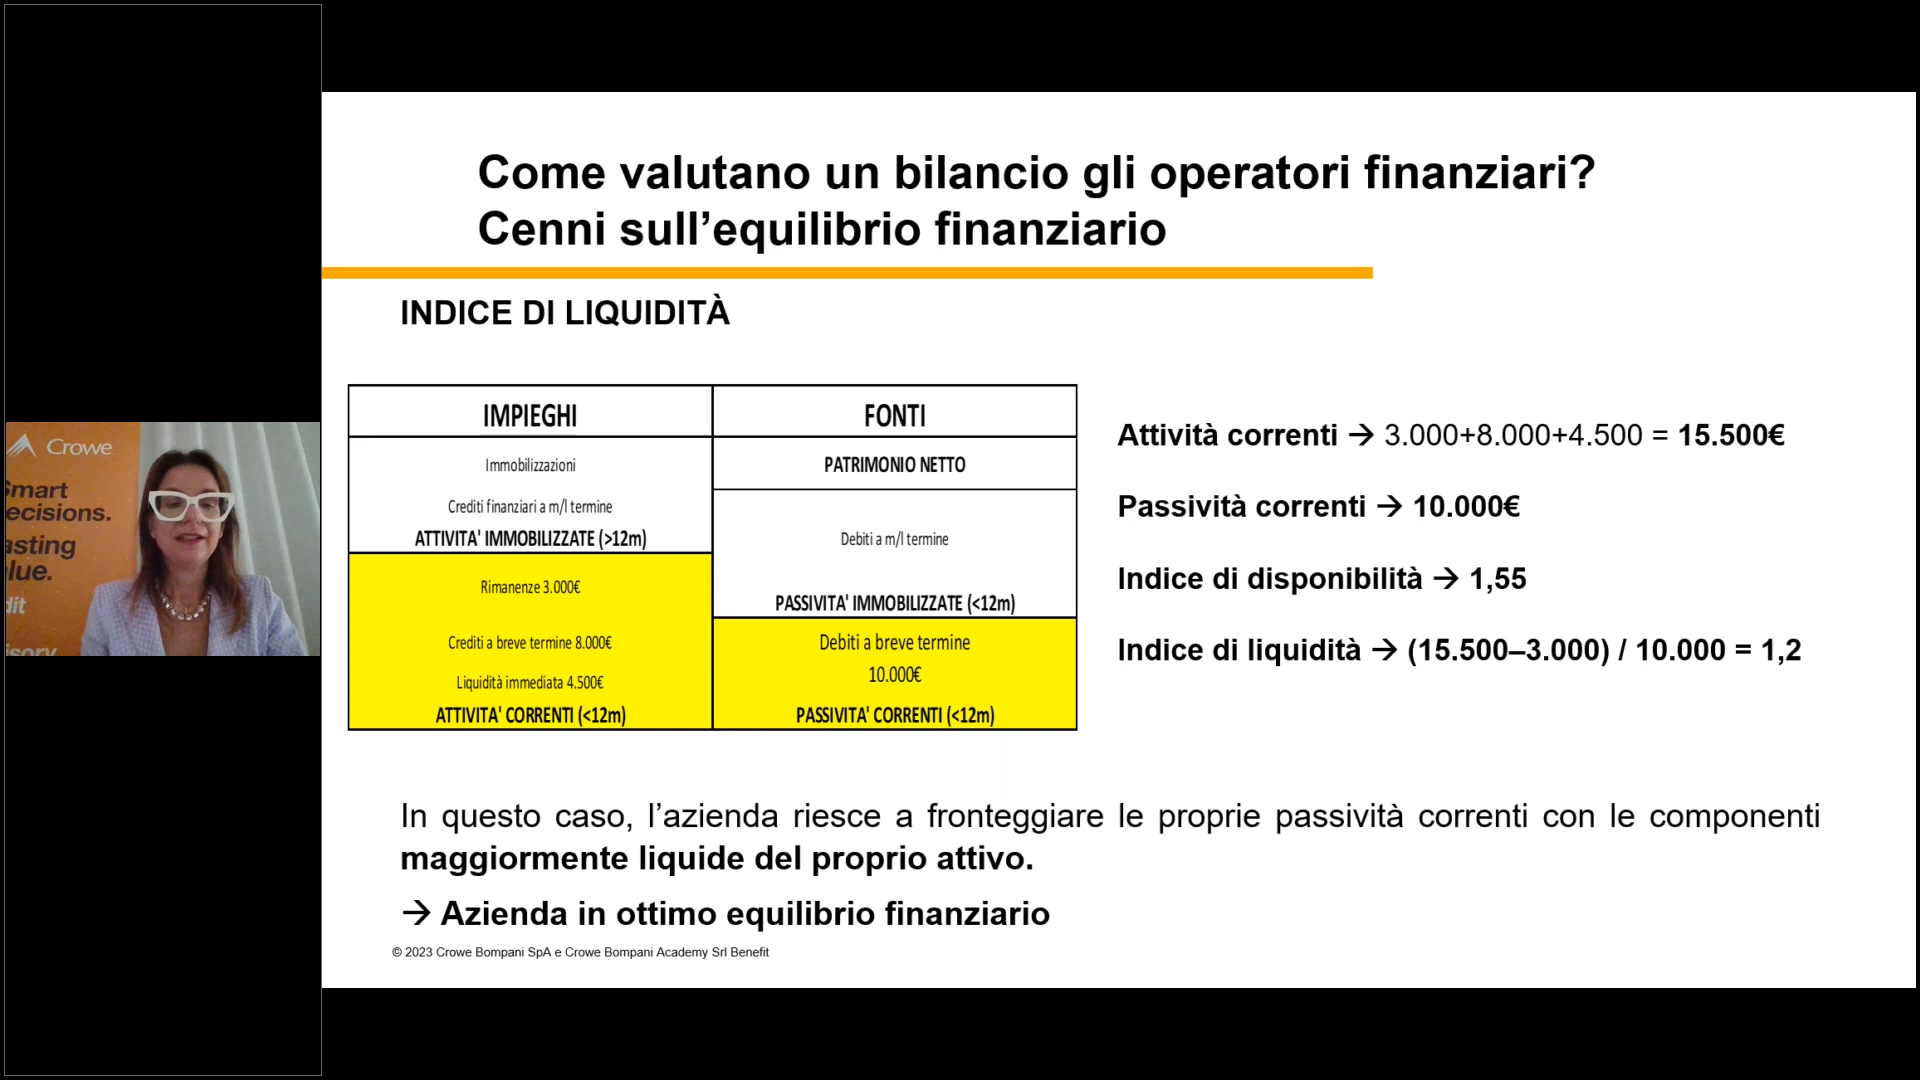 Come valutano un bilancio gli operatori finanziari?
Cenni sull’equilibrio finanziario
INDICE DI LIQUIDITÀ
IMPIEGHI
FONTI
Immobilizzazioni
Crediti finanziari a m/l termine
ATTIVITA' IMMOBILIZZATE (>12m)
PATRIMONIO NETTO
Debiti a m/l termine
PASSIVITA' IMMOBILIZZATE (<12m)
Rimanenze 3.000€
Crediti a breve termine 8.000€
Liquidità immediata 4.500€
ATTIVITA' CORRENTI (<12m)
Debiti a breve termine
10.000€
PASSIVITA' CORRENTI (<12m)
Attività correnti → 3.000+8.000+4.500 = 15.500€
Passività correnti → 10.000€
Indice di disponibilità → 1,55
Indice di liquidità → (15.500–3.000) / 10.000 = 1,2
In questo caso, l’azienda riesce a fronteggiare le proprie passività correnti con le componenti
maggiormente liquide del proprio attivo.
→ Azienda in ottimo equilibrio finanziario
© 2023 Crowe Bompani SpA e Crowe Bompani Academy Srl Benefit
Crowe
Smart
ecisions.
asting
lue.
dit
isory